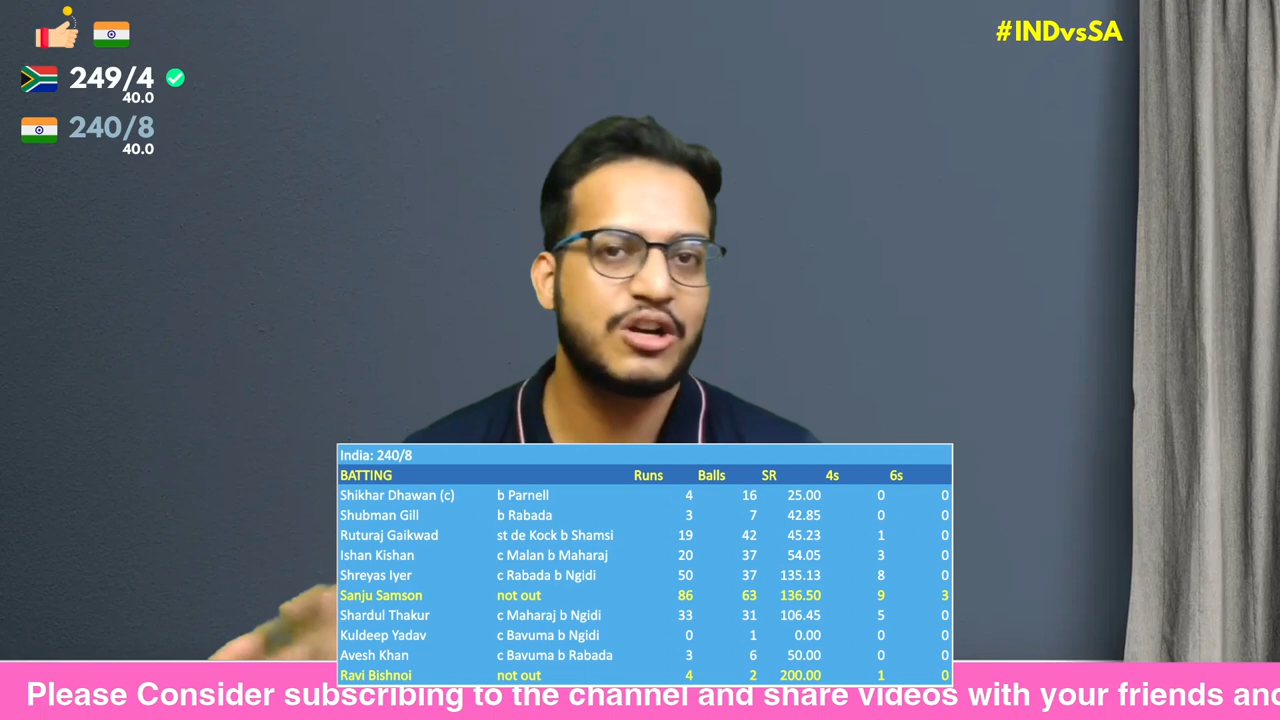 #INDvsSA
249/4
40.0
240/8
40.0
India: 240/8
BATTING Runs Balls SR 4s 6s
Shikhar Dhawan (c) b Parnell 4 16 25.00 0 0
Shubman Gill b Rabada 3 7 42.85 0 0
Ruturaj Gaikwad st de Kock b Shamsi 19 42 45.23 1 0
Ishan Kishan c Malan b Maharaj 20 37 54.05 3 0
Shreyas Iyer c Rabada b Ngidi 50 37 135.13 8 0
Sanju Samson not out 86 63 136.50 9 3
Shardul Thakur c Maharaj b Ngidi 33 31 106.45 5 0
Kuldeep Yadav c Bavuma b Ngidi 0 1 0.00 0 0
Avesh Khan c Bavuma b Rabada 3 6 50.00 0 0
Ravi Bishnoi not out 4 2 200.00 1 0
Please Consider subscribing to the channel and share videos with your friends and